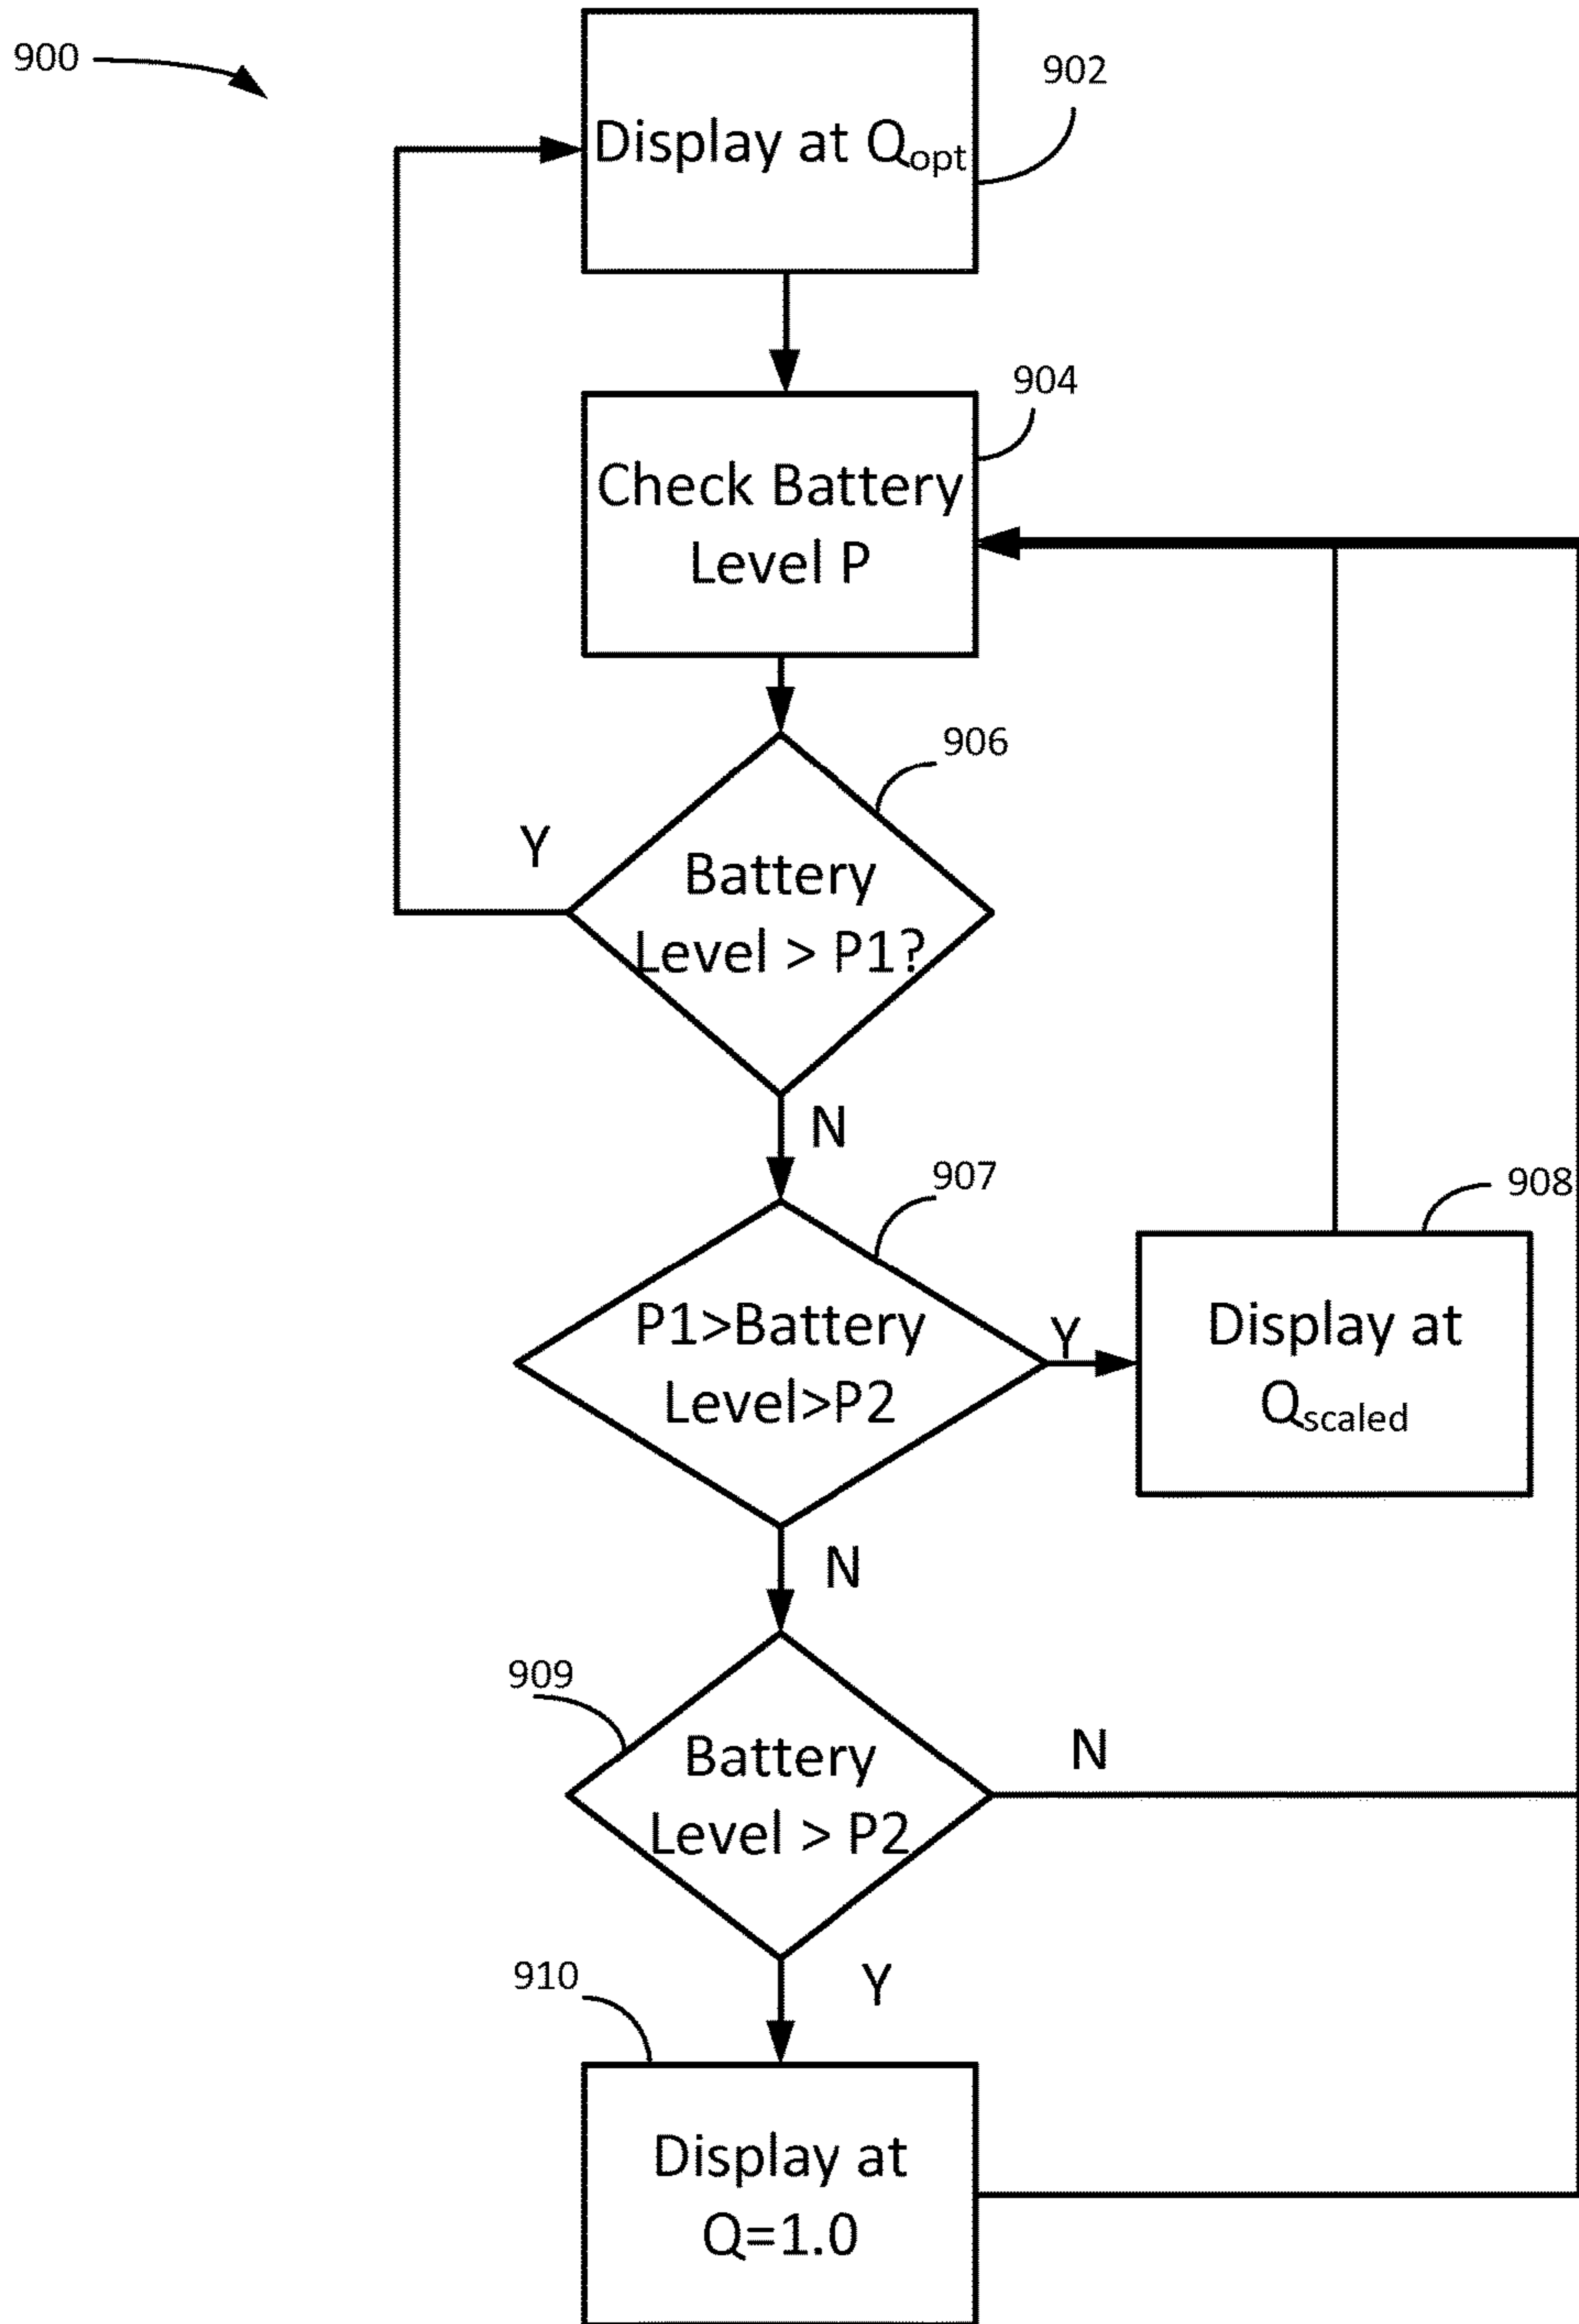 900
902
Display at Qopt
904
Check Battery
Level P
906
Y
Battery
Level > P1?
N
907
908
P1>Battery
Level>P2
Y
Display at
Qscaled
N
909
Battery
Level > P2
N
910
Y
Display at
Q=1.0